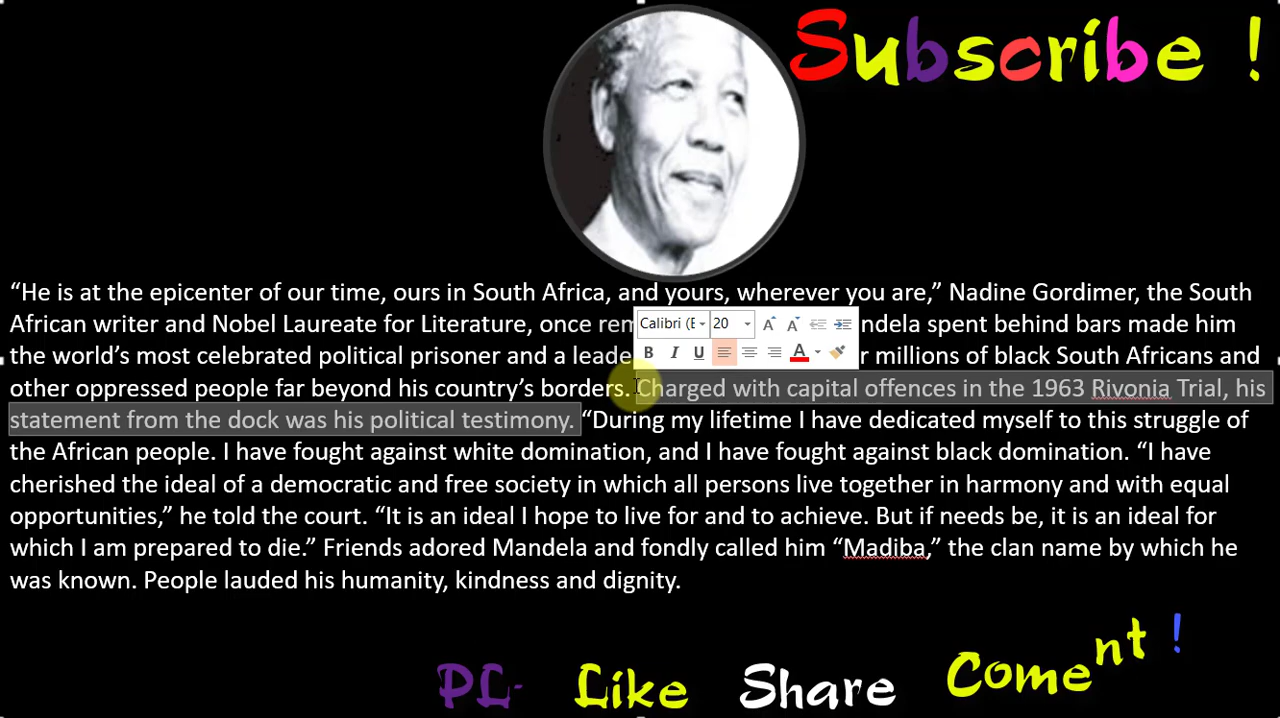 Subscribe !
“He is at the epicenter of our time, ours in South Africa, and yours, wherever you are,” Nadine Gordimer, the South
African writer and Nobel Laureate for Literature, once rem ndela spent behind bars made him
Calibri (E 20
the world’s most celebrated political prisoner and a leade r millions of black South Africans and
B I U A
other oppressed people far beyond his country’s borders. Charged with capital offences in the 1963 Rivonia Trial, his
statement from the dock was his political testimony. “During my lifetime I have dedicated myself to this struggle of
the African people. I have fought against white domination, and I have fought against black domination. “I have
cherished the ideal of a democratic and free society in which all persons live together in harmony and with equal
opportunities,” he told the court. “It is an ideal I hope to live for and to achieve. But if needs be, it is an ideal for
which I am prepared to die.” Friends adored Mandela and fondly called him “Madiba,” the clan name by which he
was known. People lauded his humanity, kindness and dignity.
PL- Like Share Coment !